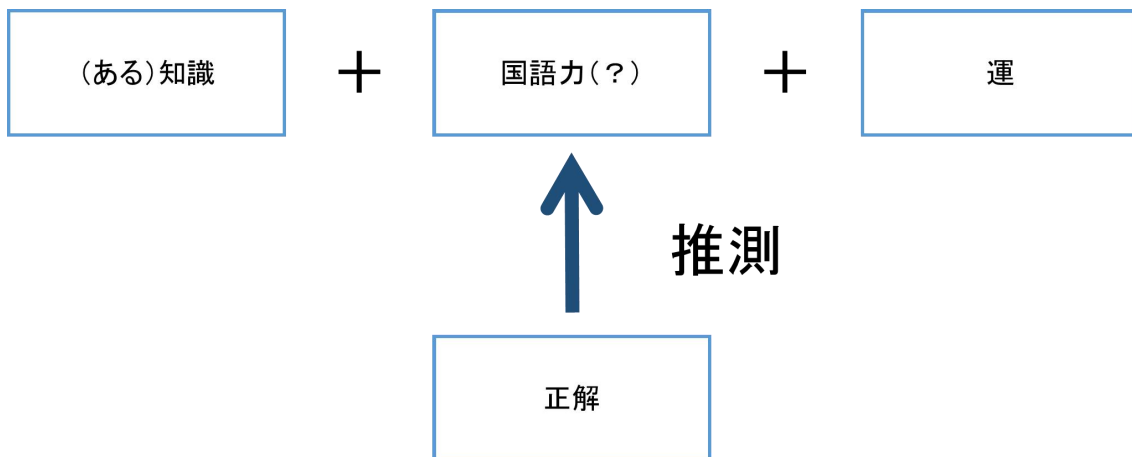 (ある)知識 + 国語力(?) + 運
推測
正解